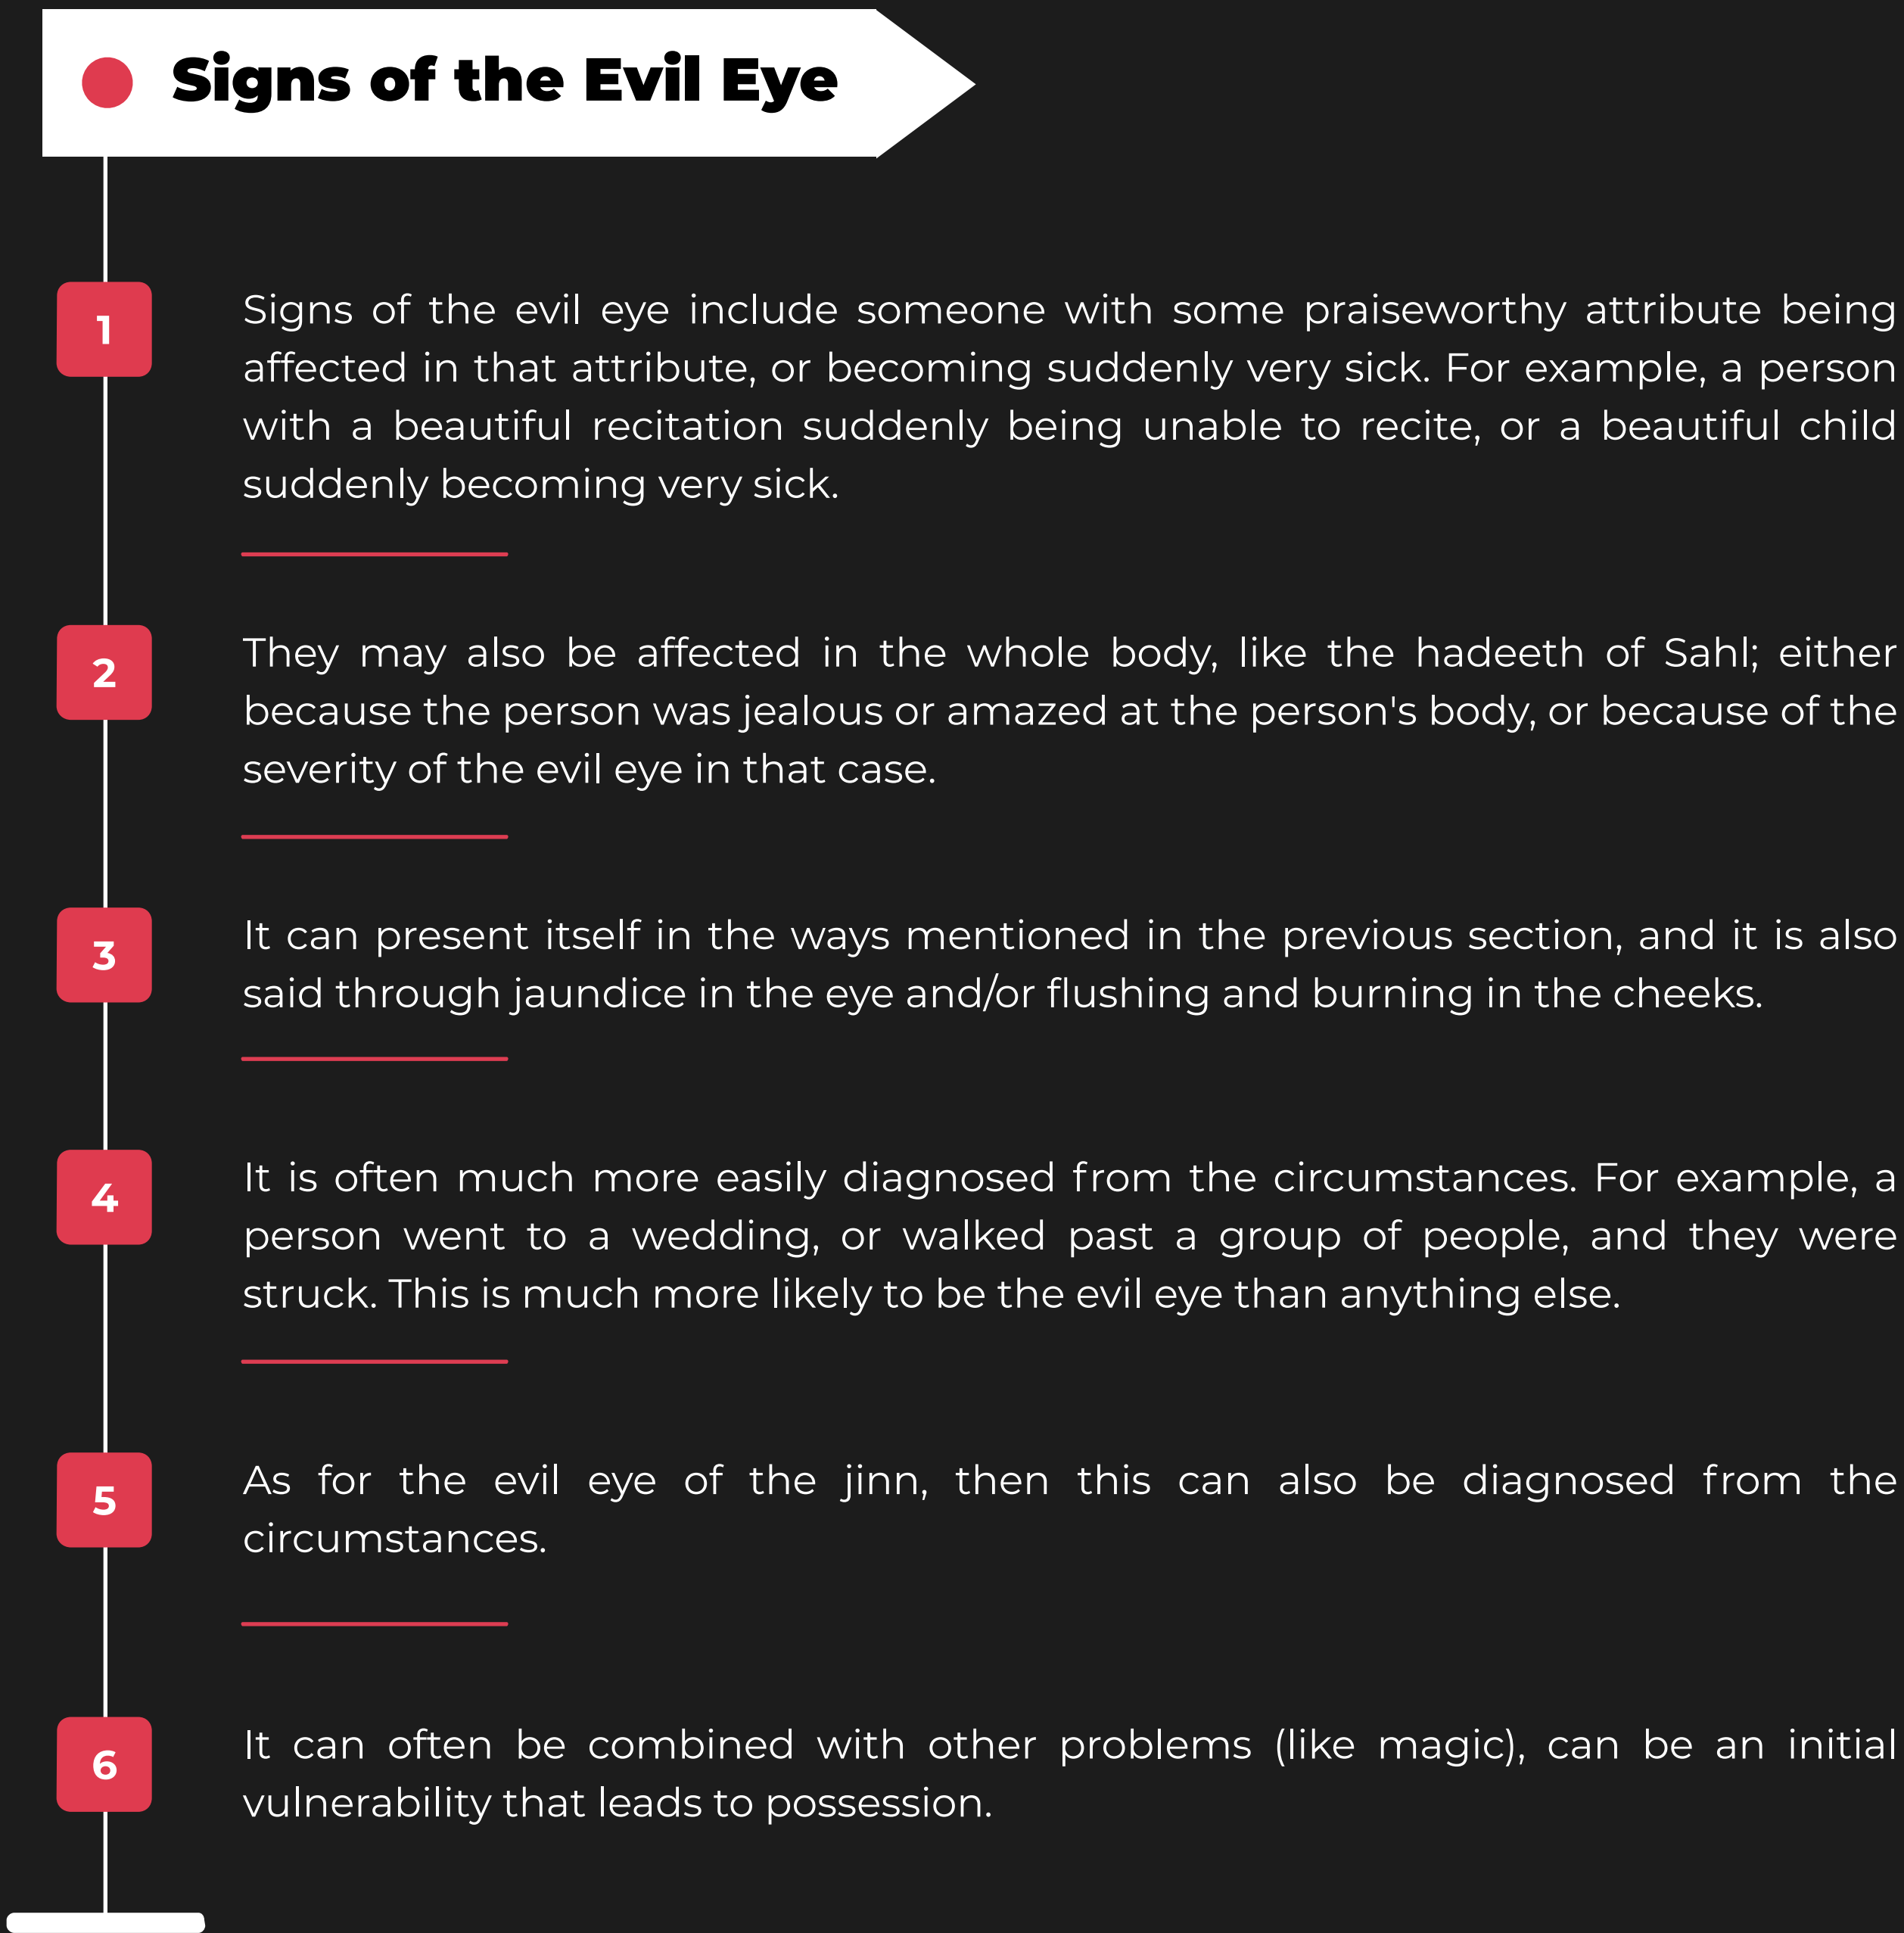 Signs of the Evil Eye
1
Signs of the evil eye include someone with some praiseworthy attribute being
affected in that attribute, or becoming suddenly very sick. For example, a person
with a beautiful recitation suddenly being unable to recite, or a beautiful child
suddenly becoming very sick.
2
They may also be affected in the whole body, like the hadeeth of Sahl; either
because the person was jealous or amazed at the person's body, or because of the
severity of the evil eye in that case.
3
It can present itself in the ways mentioned in the previous section, and it is also
said through jaundice in the eye and/or flushing and burning in the cheeks.
4
It is often much more easily diagnosed from the circumstances. For example, a
person went to a wedding, or walked past a group of people, and they were
struck. This is much more likely to be the evil eye than anything else.
5
As for the evil eye of the jinn, then this can also be diagnosed from the
circumstances.
6
It can often be combined with other problems (like magic), can be an initial
vulnerability that leads to possession.